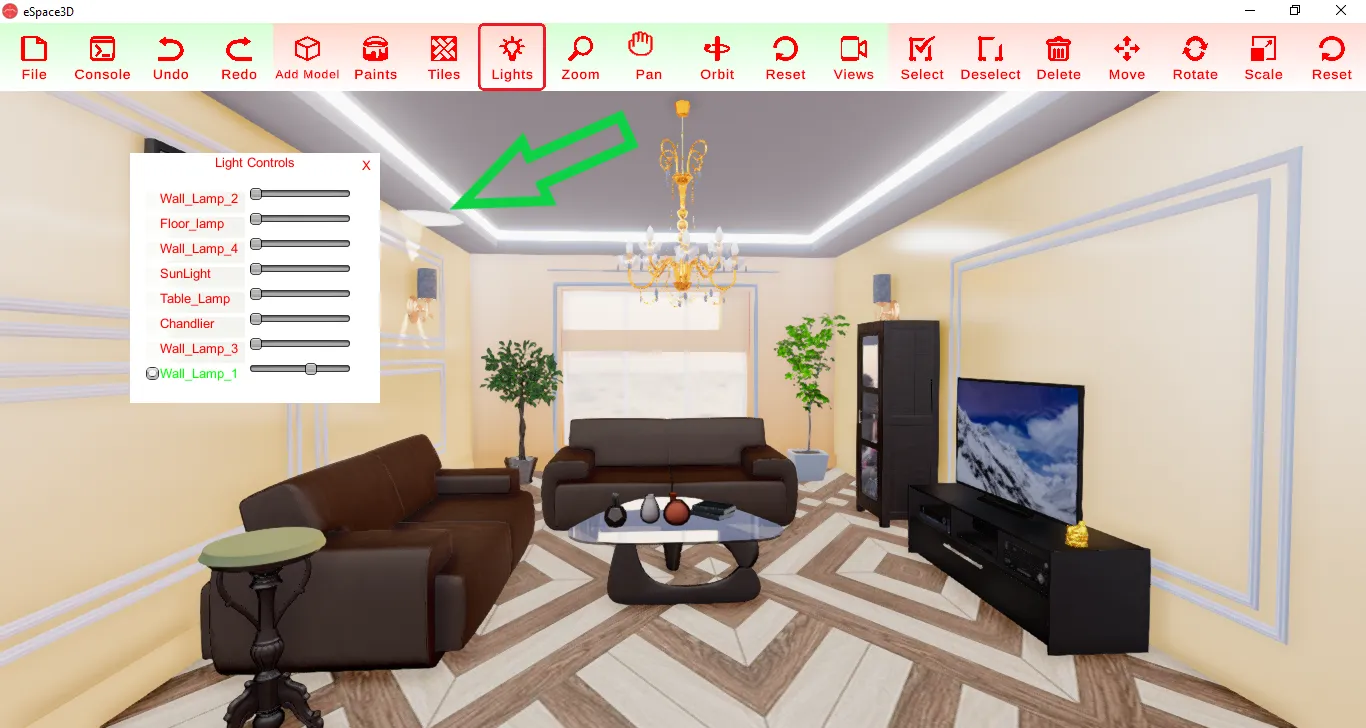 eSpace3D
File Console Undo Redo Add Model Paints Tiles Lights Zoom Pan Orbit Reset Views Select Deselect Delete Move Rotate Scale Reset
Light Controls X
Wall_Lamp_2
Floor_lamp
Wall_Lamp_4
SunLight
Table_Lamp
Chandlier
Wall_Lamp_3
Wall_Lamp_1